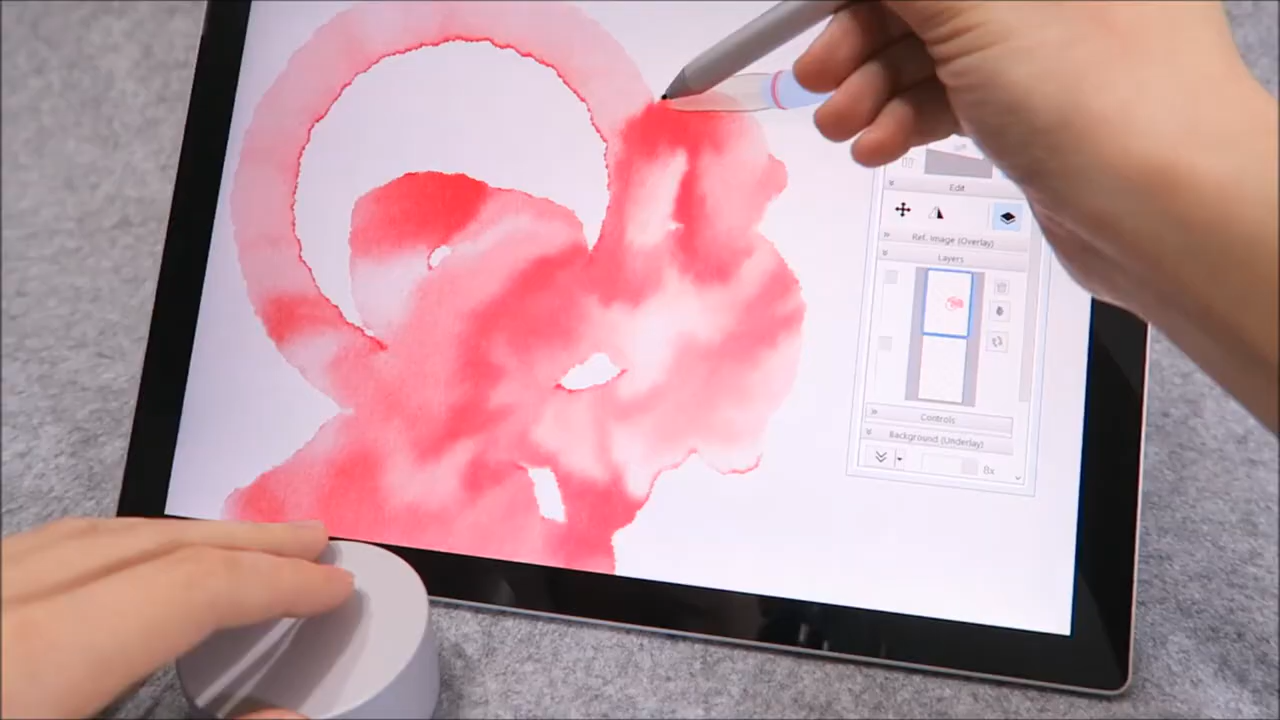 Edit
Ref. Image (Overlay)
Layers
Controls
Background (Underlay)
8x